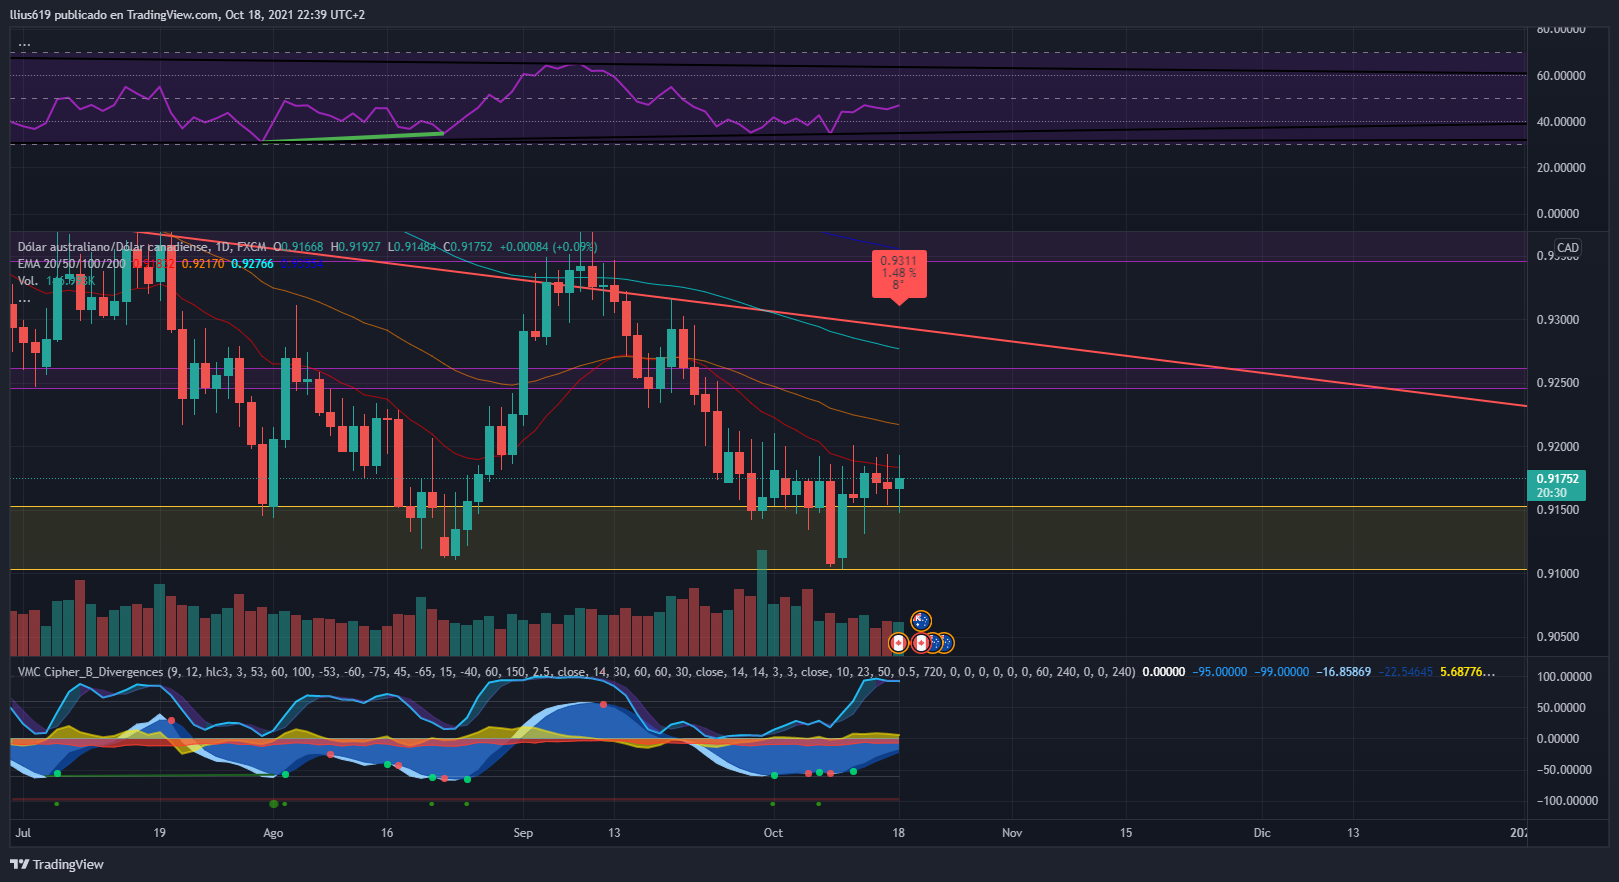 llius619 publicado en TradingView.com, Oct 18, 2021 22:39 UTC+2
...
80.00000
60.00000
40.00000
20.00000
0.00000
Dólar australiano/Dólar canadiense, 1D, FXCM O0.91668 H0.91927 L0.91484 C0.91752 +0.00084 (+0.09%)
CAD
EMA 20/50/100/200 0.92170 0.92766
Vol.
...
0.9311
1.48 %
8"
0.93000
0.92500
0.92000
0.91752
20:30
0.91500
0.91000
0.90500
VMC Cipher_B_Divergences (9, 12, hlc3, 3, 53, 60, 100, -53, -60, -75, 45, -65, 15, -40, 60, 150, 2.5, close, 14, 30, 60, 60, 30, close, 14, 14, 3, 3, close, 10, 23, 50, 0.5, 720, 0, 0, 0, 0, 0, 0, 60, 240, 0, 0, 240) 0.00000 −95.00000 −99.00000 −16.85869 −22.54645 5.68776...
100.00000
50.00000
0.00000
−50.00000
−100.00000
Jul 19 Ago 16 Sep 13 Oct 18 Nov 15 Dic 13
TradingView